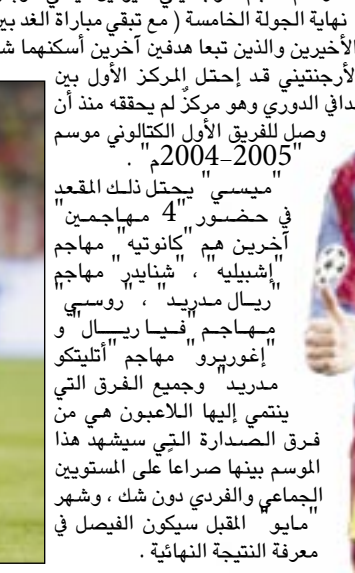 نهاية الجولة الخامسة ( مع تبقي مباراة الغد بين
الأخيرين والذين تبعا هدفين آخرين أسكنهما
الأرجنتيني قد إحتل المركز الأول بين
دافي الدوري وهو مركزٌ لم يحققه منذ أن
وصل للفريق الأول الكتالوني موسم
"2004–2005م" .
"ميسي" يحتل ذلك المقعد
في حضور "4 مهاجمين"
آخرين هم "كانوتيه" مهاجم
"إشبيليه" ، "شنايدر" مهاجم
"ريال مدريد" ، "روسي"
مهاجم "فياريال" و
"إغوريرو" مهاجم "أتليتكو
مدريد" وجميع الفرق التي
ينتمي إليها اللاعبون هي من
فرق الصدارة التي سيشهد هذا
الموسم بينها صراعاً على المستويين
الجماعي والفردي دون شك ، وشهر
"مايو" المقبل سيكون الفيصل في
معرفة النتيجة النهائية .